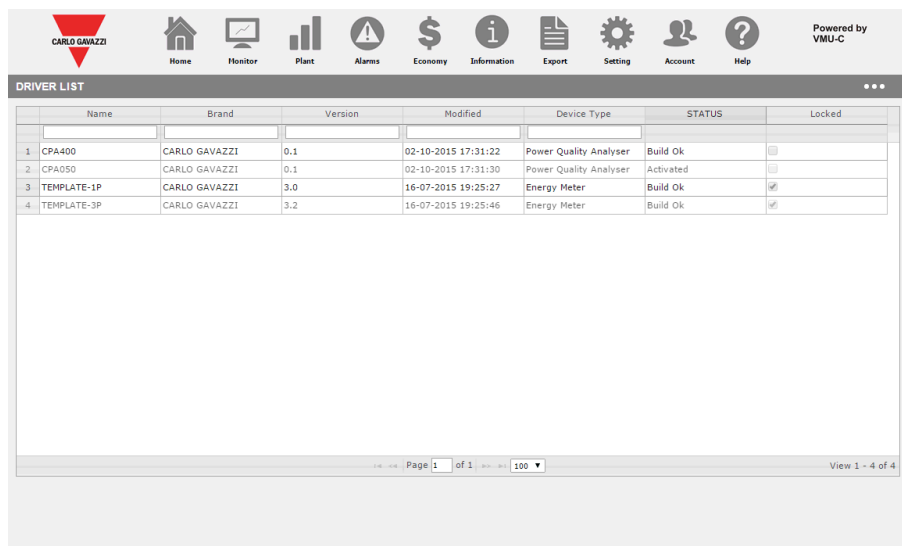 CARLO GAVAZZI
Home Monitor Plant Alarms Economy Information Export Setting Account Help
Powered by
VMU-C
DRIVER LIST
Name Brand Version Modified Device Type STATUS Locked
1 CPA400 CARLO GAVAZZI 0.1 02-10-2015 17:31:22 Power Quality Analyser Build Ok
2 CPA050 CARLO GAVAZZI 0.1 02-10-2015 17:31:30 Power Quality Analyser Activated
3 TEMPLATE-1P CARLO GAVAZZI 3.0 16-07-2015 19:25:27 Energy Meter Build Ok
4 TEMPLATE-3P CARLO GAVAZZI 3.2 16-07-2015 19:25:46 Energy Meter Build Ok
Page 1 of 1 100 View 1 - 4 of 4